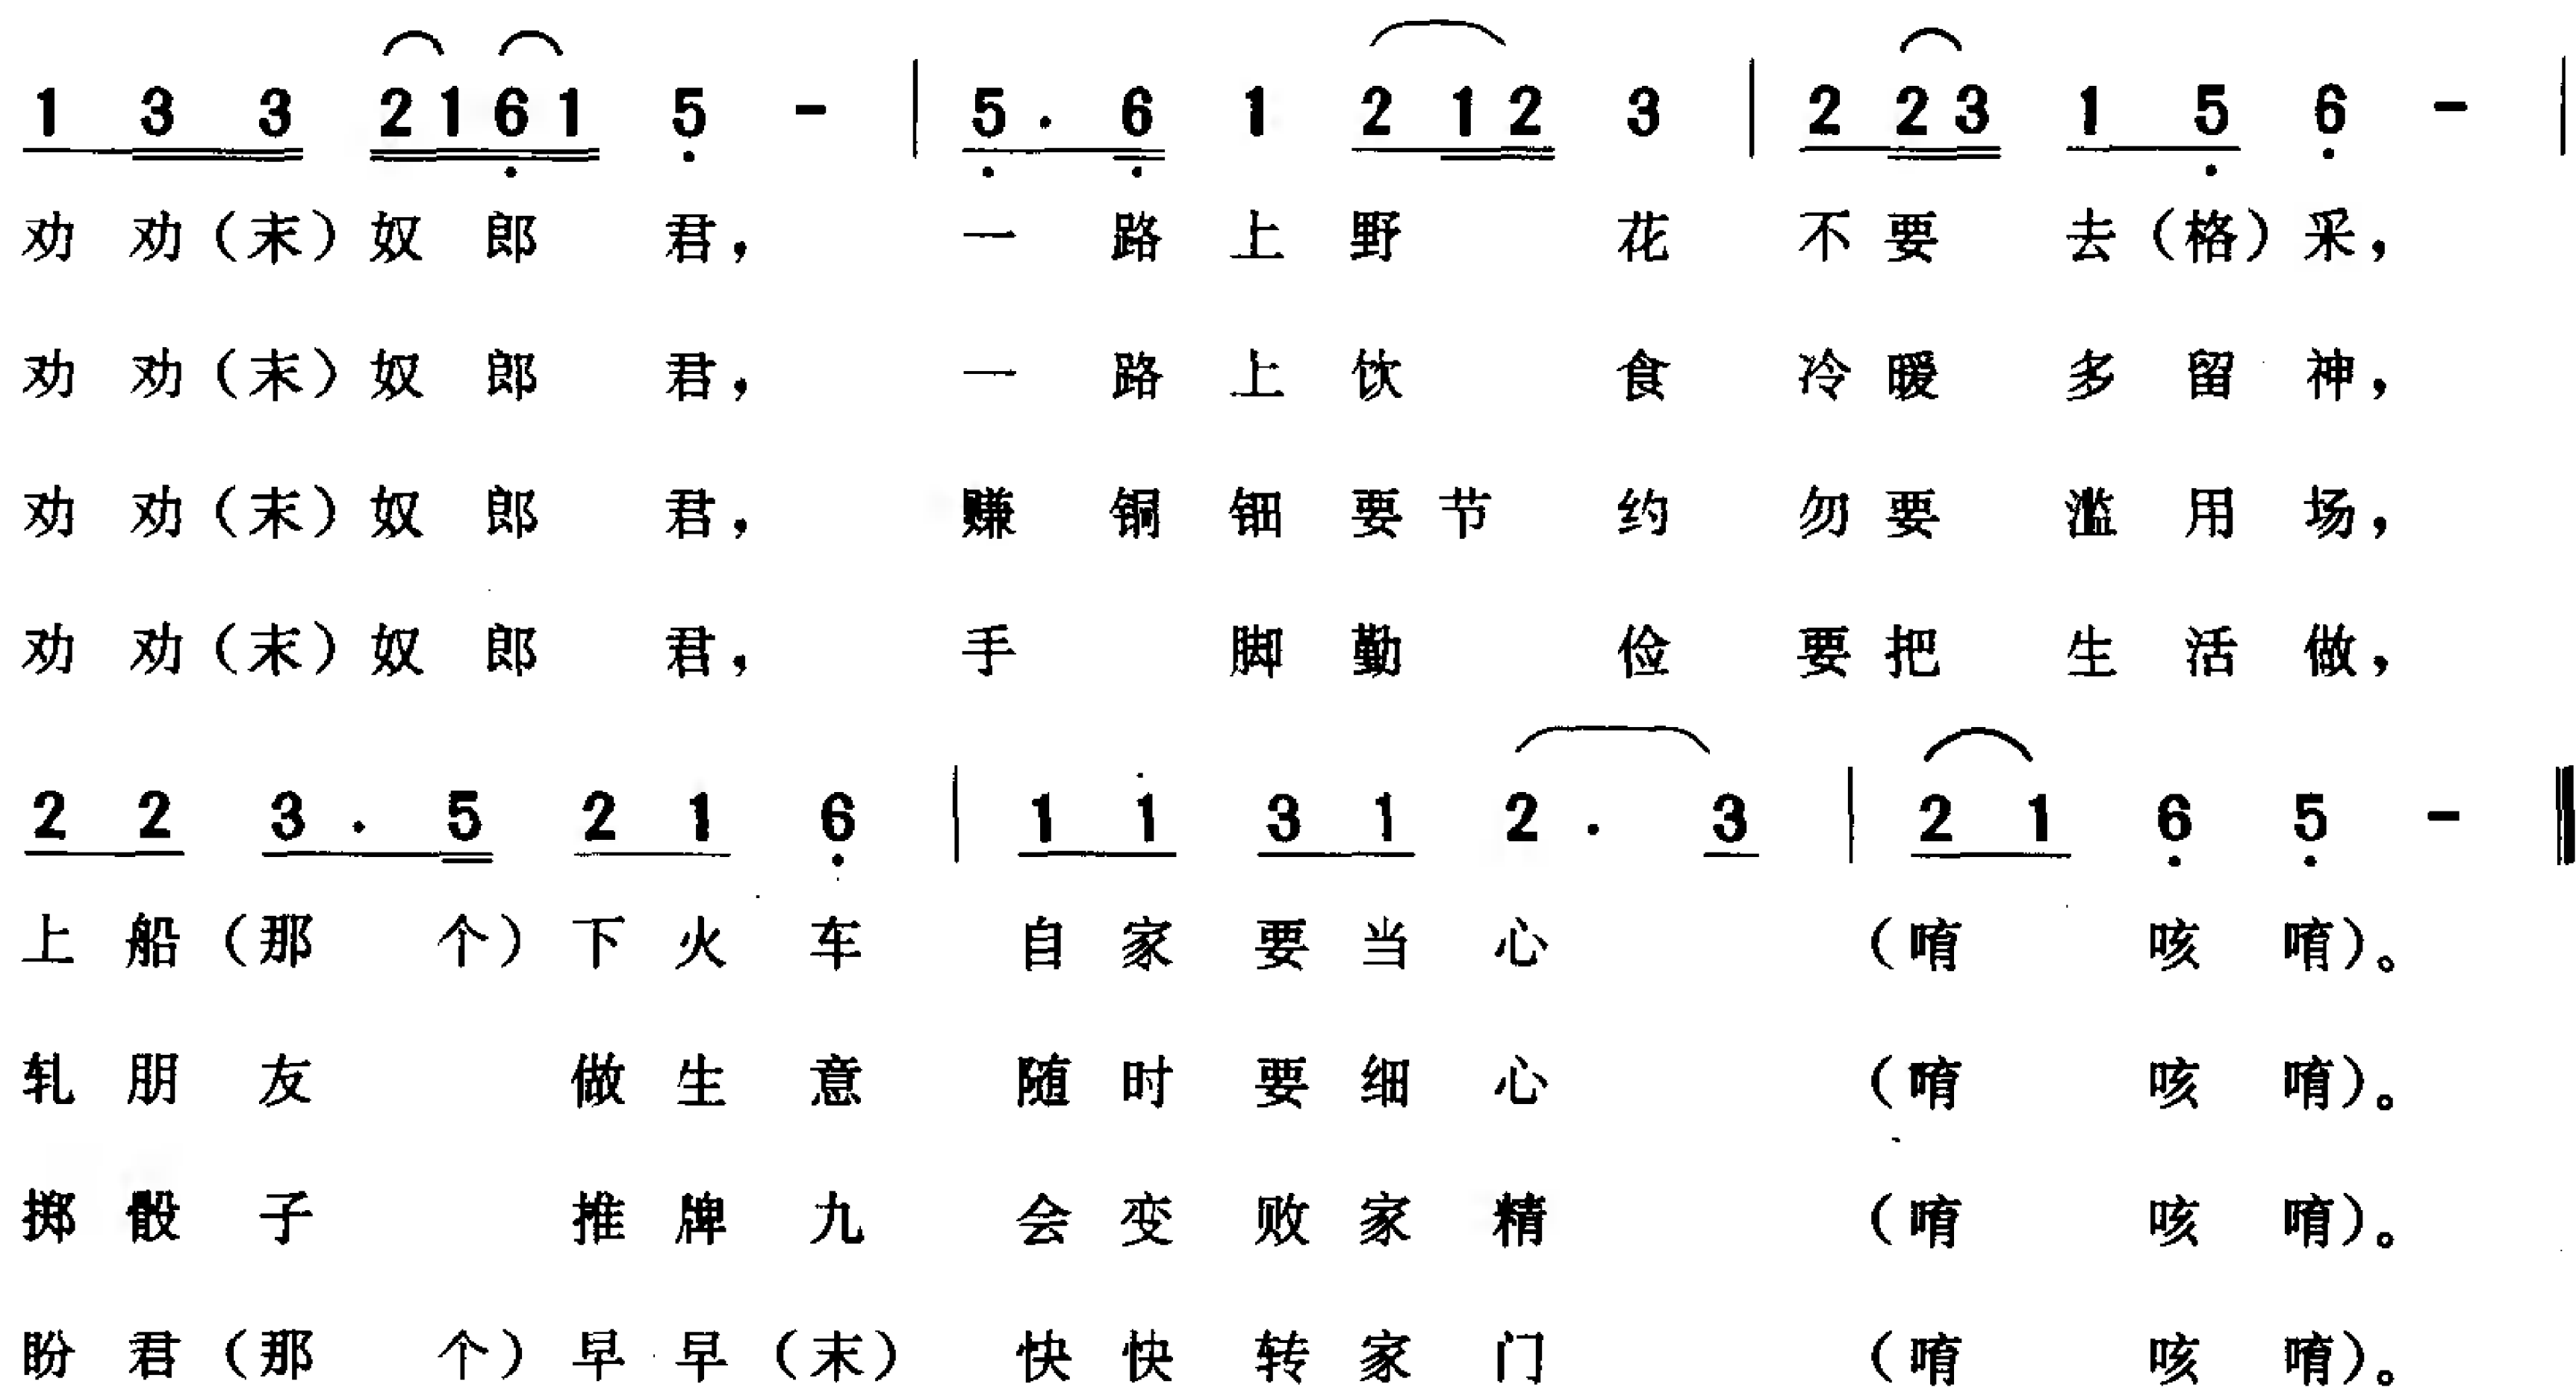 1 3 3 2 1 6 1 5 - | 5 . 6 1 2 1 2 3 | 2 2 3 1 5 6 - |
劝 劝（末）奴 郎 君， 一 路 上 野 花 不 要 去（格）采，
劝 劝（末）奴 郎 君， 一 路 上 饮 食 冷 暖 多 留 神，
劝 劝（末）奴 郎 君， 赚 铜 钿 要 节 约 勿 要 滥 用 场，
劝 劝（末）奴 郎 君， 手 脚 勤 俭 要 把 生 活 做，
2 2 3 . 5 2 1 6 | 1 1 3 1 2 . 3 | 2 1 6 5 - ‖
上 船（那 个）下 火 车 自 家 要 当 心 （唷 咳 唷）。
轧 朋 友 做 生 意 随 时 要 细 心 （唷 咳 唷）。
掷 骰 子 推 牌 九 会 变 败 家 精 （唷 咳 唷）。
盼 君（那 个）早 早（末） 快 快 转 家 门 （唷 咳 唷）。